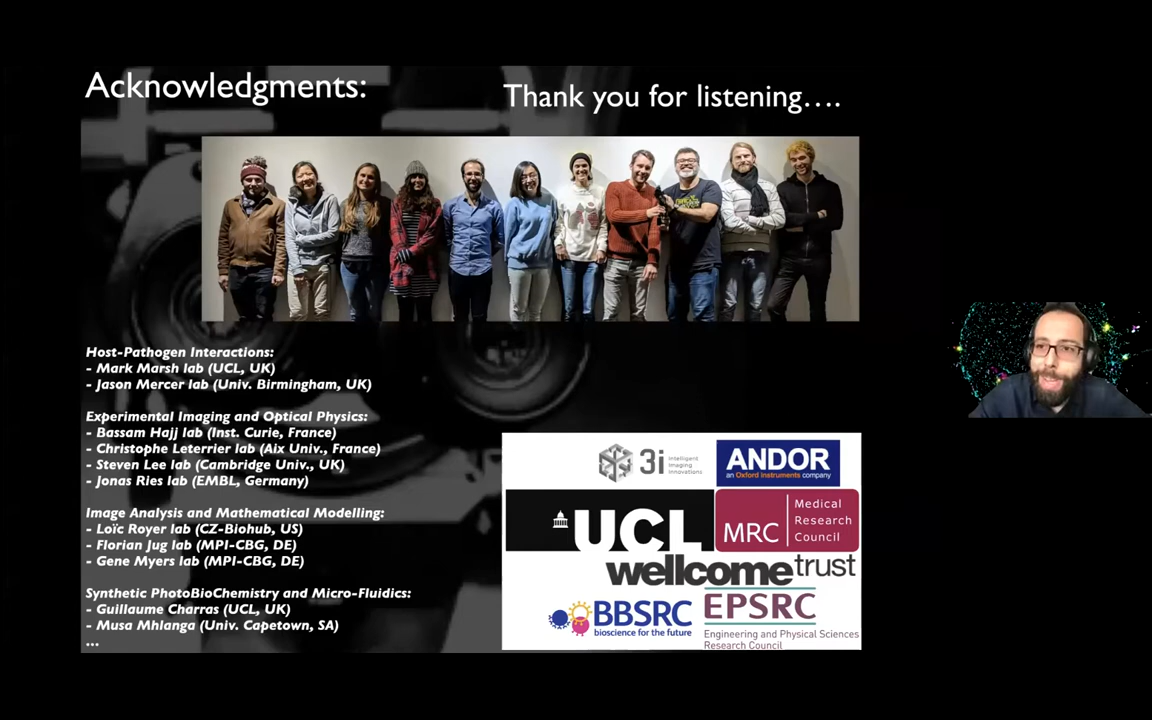 Acknowledgments:
Thank you for listening....
Host-Pathogen Interactions:
- Mark Marsh lab (UCL, UK)
- Jason Mercer lab (Univ. Birmingham, UK)
Experimental Imaging and Optical Physics:
- Bassam Hajj lab (Inst. Curie, France)
- Christophe Leterrier lab (Aix Univ., France)
- Steven Lee lab (Cambridge Univ., UK)
- Jonas Ries lab (EMBL, Germany)
Image Analysis and Mathematical Modelling:
- Loïc Royer lab (CZ-Biohub, US)
- Florian Jug lab (MPI-CBG, DE)
- Gene Myers lab (MPI-CBG, DE)
Synthetic PhotoBioChemistry and Micro-Fluidics:
- Guillaume Charras (UCL, UK)
- Musa Mhlanga (Univ. Capetown, SA)
...
3i Intelligent
Imaging
Innovations
ANDOR
an Oxford Instruments company
UCL
MRC
Medical
Research
Council
wellcometrust
BBSRC
bioscience for the future
EPSRC
Engineering and Physical Sciences
Research Council